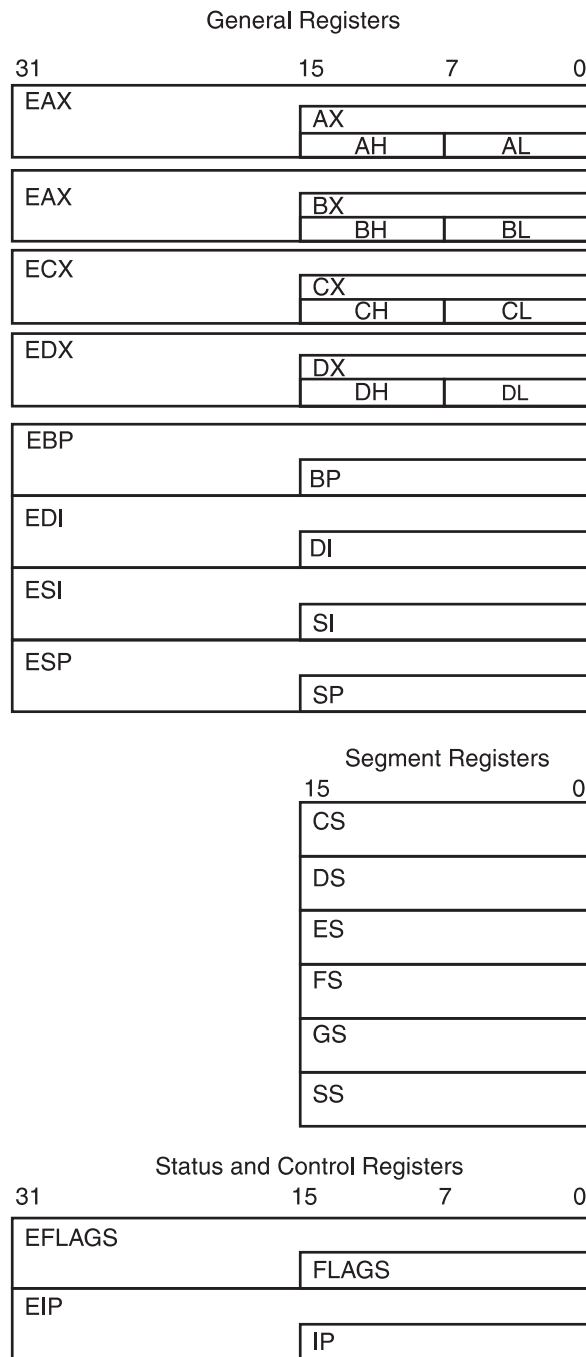 General Registers
31 15 7 0
EAX
AX
AH AL
EAX
BX
BH BL
ECX
CX
CH CL
EDX
DX
DH DL
EBP
BP
EDI
DI
ESI
SI
ESP
SP
Segment Registers
15 0
CS
DS
ES
FS
GS
SS
Status and Control Registers
31 15 7 0
EFLAGS
FLAGS
EIP
IP